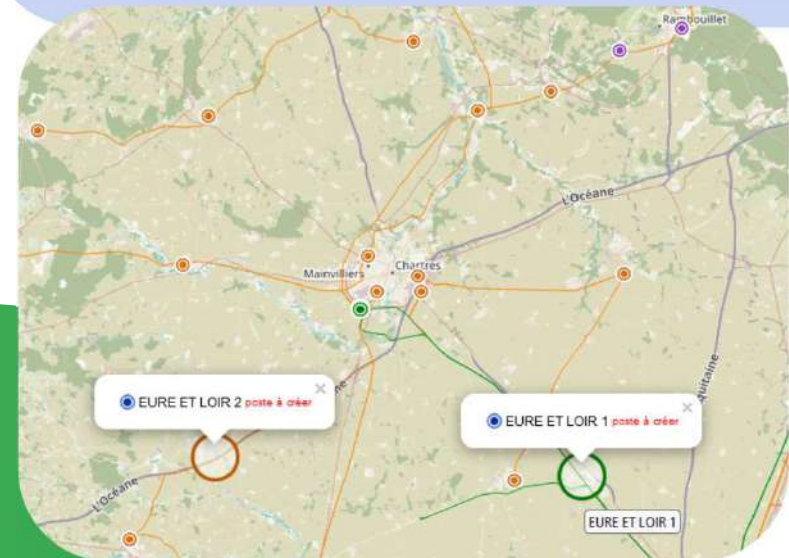 Rambouillet
L'Océane
Mainvilliers
Chartres
EURE ET LOIR 2 poste à créer ×
L'Océane
EURE ET LOIR 1 poste à créer ×
L'Océane
EURE ET LOIR 1